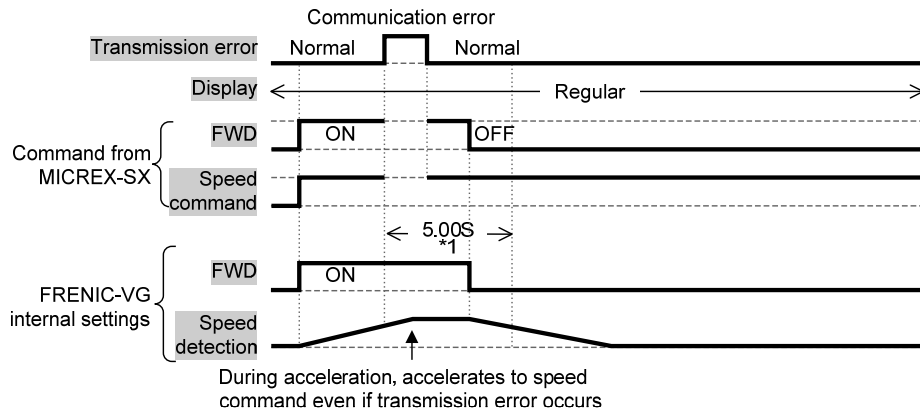 Communication error
Transmission error
Normal
Normal
Display
Regular
Command from
MICREX-SX
FWD
ON
OFF
Speed
command
5.00S
*1
FRENIC-VG
internal settings
FWD
ON
Speed
detection
During acceleration, accelerates to speed
command even if transmission error occurs